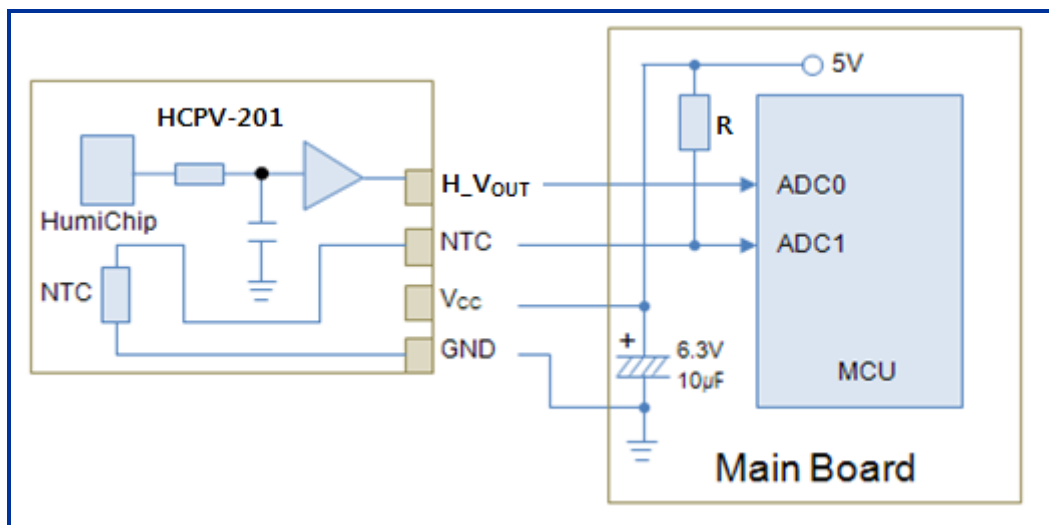 HCPV-201
HumiChip
NTC
H_VOUT
NTC
VCC
GND
5V
R
ADC0
ADC1
MCU
+
6.3V
10μF
Main Board